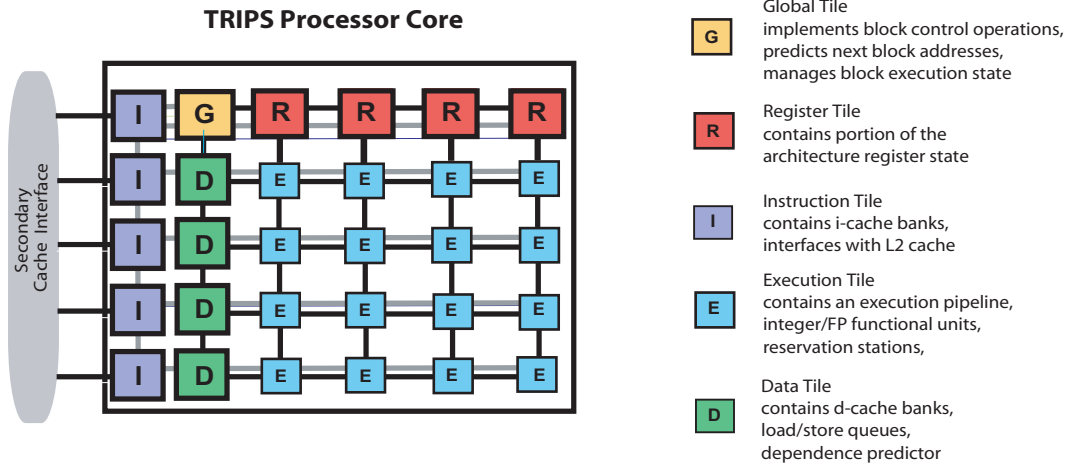 TRIPS Processor Core
Secondary
Cache Interface
I G R R R R
I D E E E E
I D E E E E
I D E E E E
I D E E E E
G
Global Tile
implements block control operations,
predicts next block addresses,
manages block execution state
R
Register Tile
contains portion of the
architecture register state
I
Instruction Tile
contains i-cache banks,
interfaces with L2 cache
E
Execution Tile
contains an execution pipeline,
integer/FP functional units,
reservation stations,
D
Data Tile
contains d-cache banks,
load/store queues,
dependence predictor